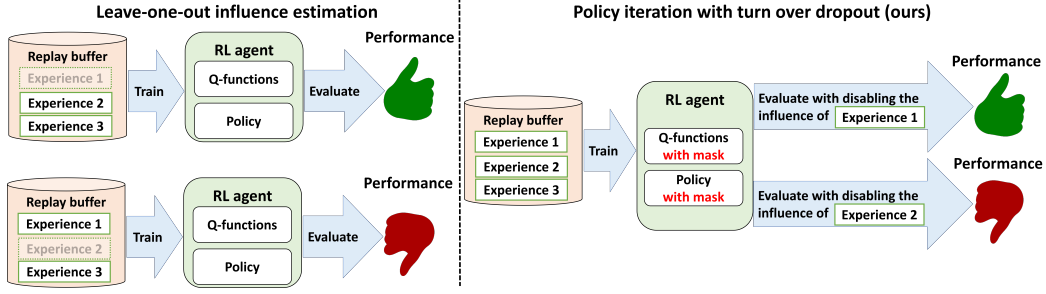 Leave-one-out influence estimation
Replay buffer
Experience 1
Experience 2
Experience 3
Train
RL agent
Q-functions
Policy
Evaluate
Performance
Replay buffer
Experience 1
Experience 2
Experience 3
Train
RL agent
Q-functions
Policy
Evaluate
Performance
Policy iteration with turn over dropout (ours)
Replay buffer
Experience 1
Experience 2
Experience 3
Train
RL agent
Q-functions
with mask
Policy
with mask
Evaluate with disabling the
influence of Experience 1
Performance
Evaluate with disabling the
influence of Experience 2
Performance